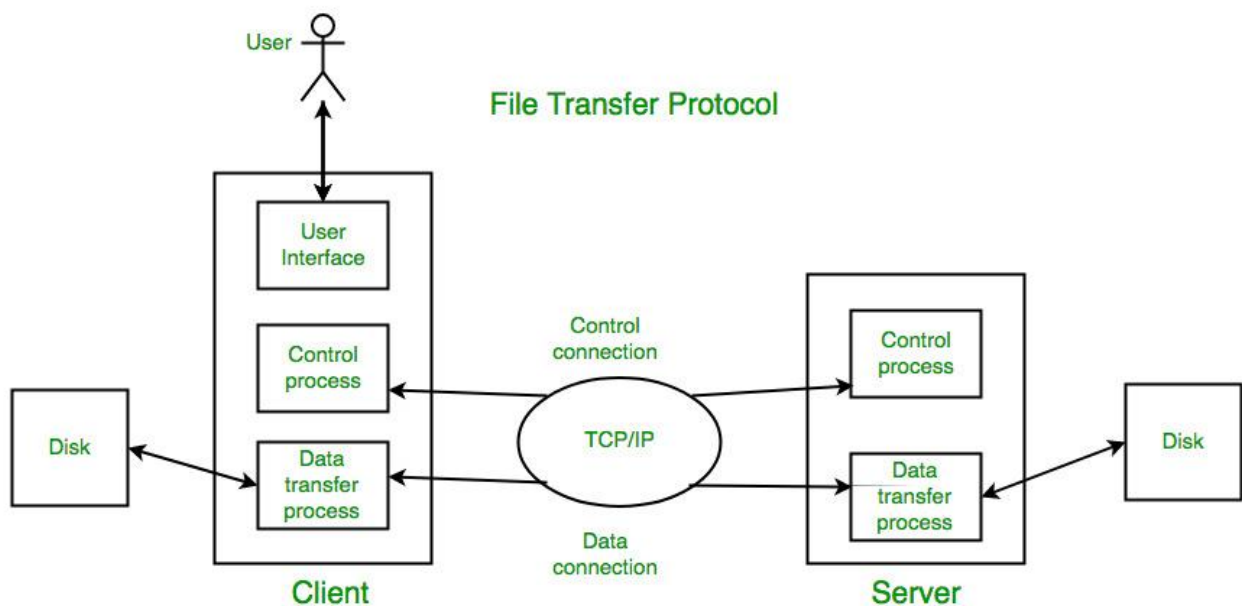 User
File Transfer Protocol
User
Interface
Control
process
Data
transfer
process
Disk
Client
Control
connection
TCP/IP
Data
connection
Control
process
Data
transfer
process
Disk
Server